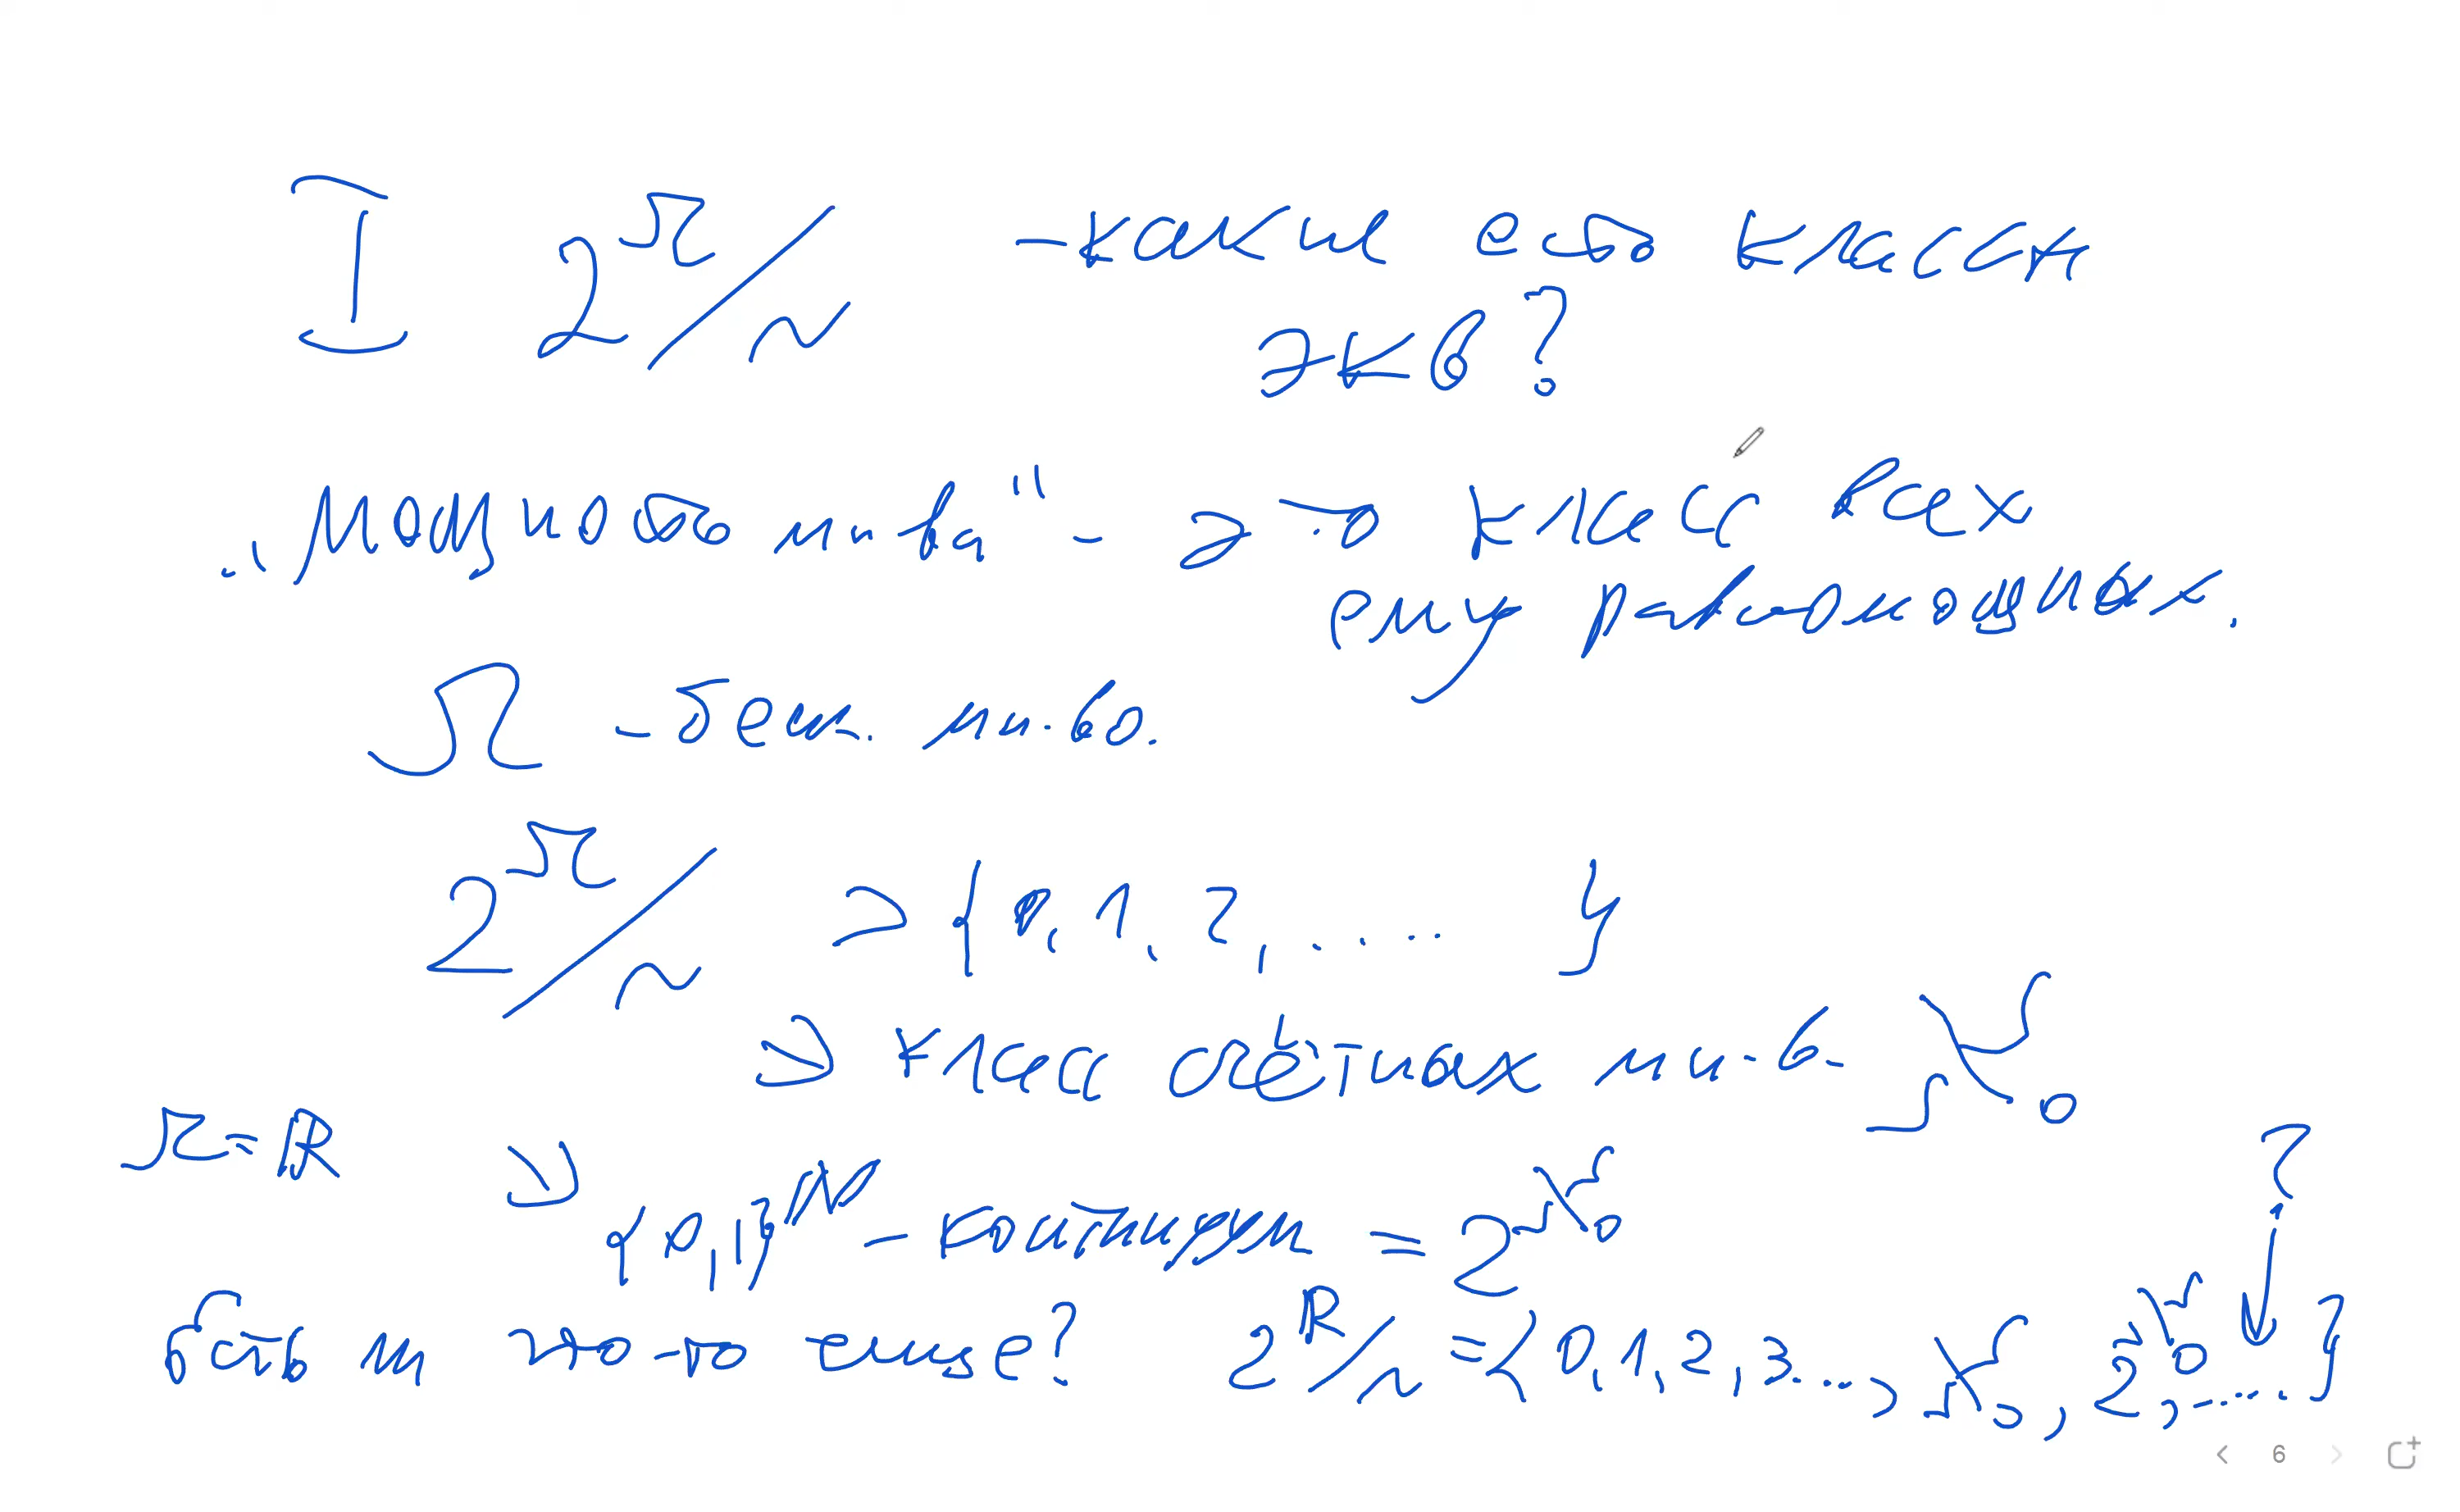 I 2^Ω/~ - какие есть классы
экв?
"Мощность мн-ва" - это класс всех
ему равномощных.
Ω - беск. мн-во.
2^Ω/~ ⊃ {0, 1, 2, ....}
∋ класс счётных мн-в ℵ₀
Ω = ℝ ∋ {0,1}^ℕ - континуум = 2^ℵ₀ ?
Есть ли что-то ещё? 2^ℝ/~ = {0, 1, 2, 3..., ℵ₀, 2^ℵ₀, ....}
6